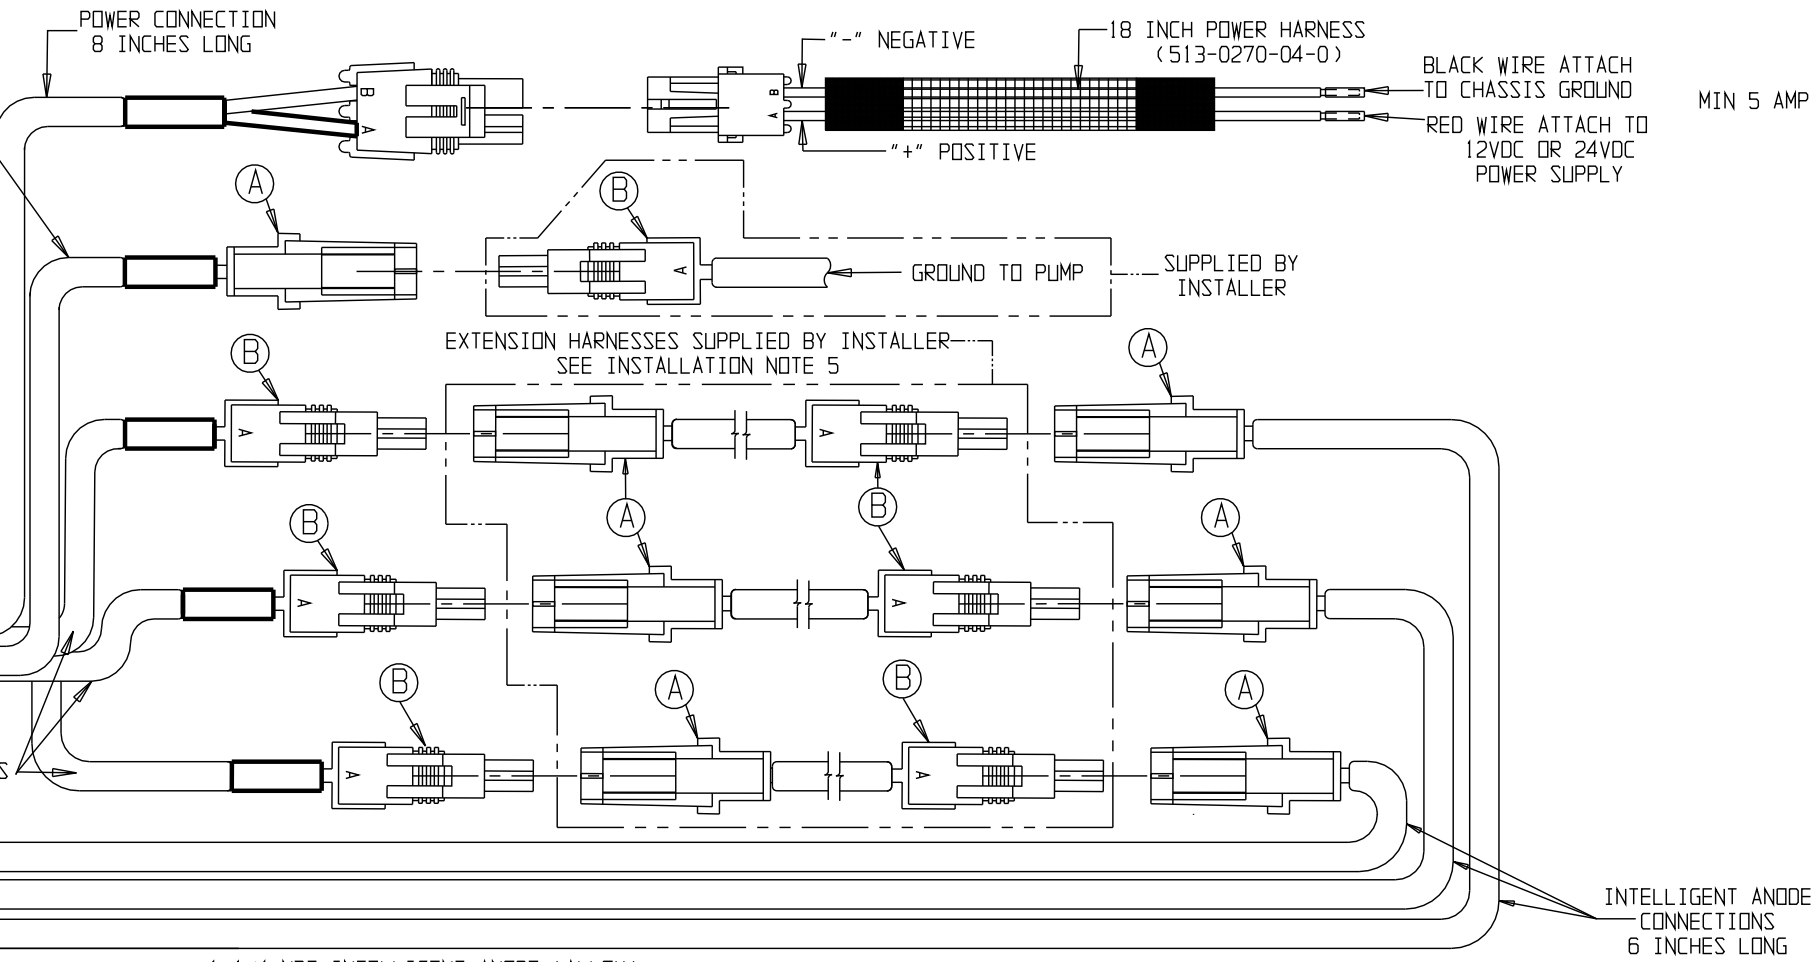 POWER CONNECTION
8 INCHES LONG
"-" NEGATIVE
18 INCH POWER HARNESS
(513-0270-04-0)
BLACK WIRE ATTACH
TO CHASSIS GROUND
MIN 5 AMP
RED WIRE ATTACH TO
12VDC OR 24VDC
POWER SUPPLY
"+" POSITIVE
B
A
B
A
A
B
A
GROUND TO PUMP
SUPPLIED BY
INSTALLER
EXTENSION HARNESSES SUPPLIED BY INSTALLER
SEE INSTALLATION NOTE 5
B
A
A
A
A
B
B
A
A
A
A
B
B
A
A
A
A
B
S
INTELLIGENT ANODE
CONNECTIONS
6 INCHES LONG